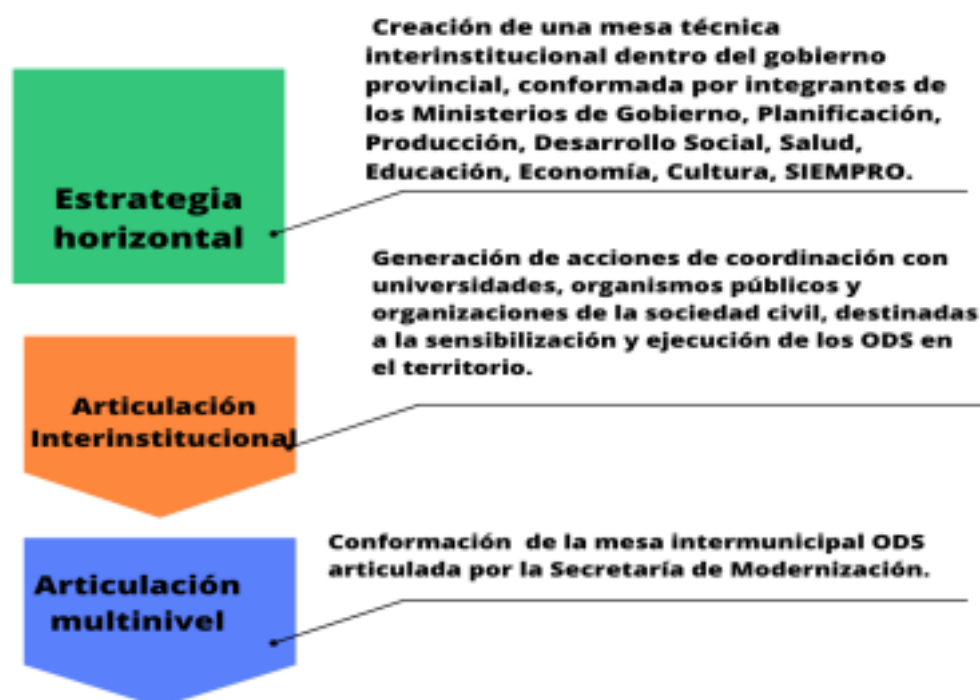 Creación de una mesa técnica
interinstitucional dentro del gobierno
provincial, conformada por integrantes de
los Ministerios de Gobierno, Planificación,
Producción, Desarrollo Social, Salud,
Educación, Economía, Cultura, SIEMPRO.
Estrategia
horizontal
Generación de acciones de coordinación con
universidades, organismos públicos y
organizaciones de la sociedad civil, destinadas
a la sensibilización y ejecución de los ODS en
el territorio.
Articulación
Interinstitucional
Conformación de la mesa intermunicipal ODS
articulada por la Secretaría de Modernización.
Articulación
multinivel